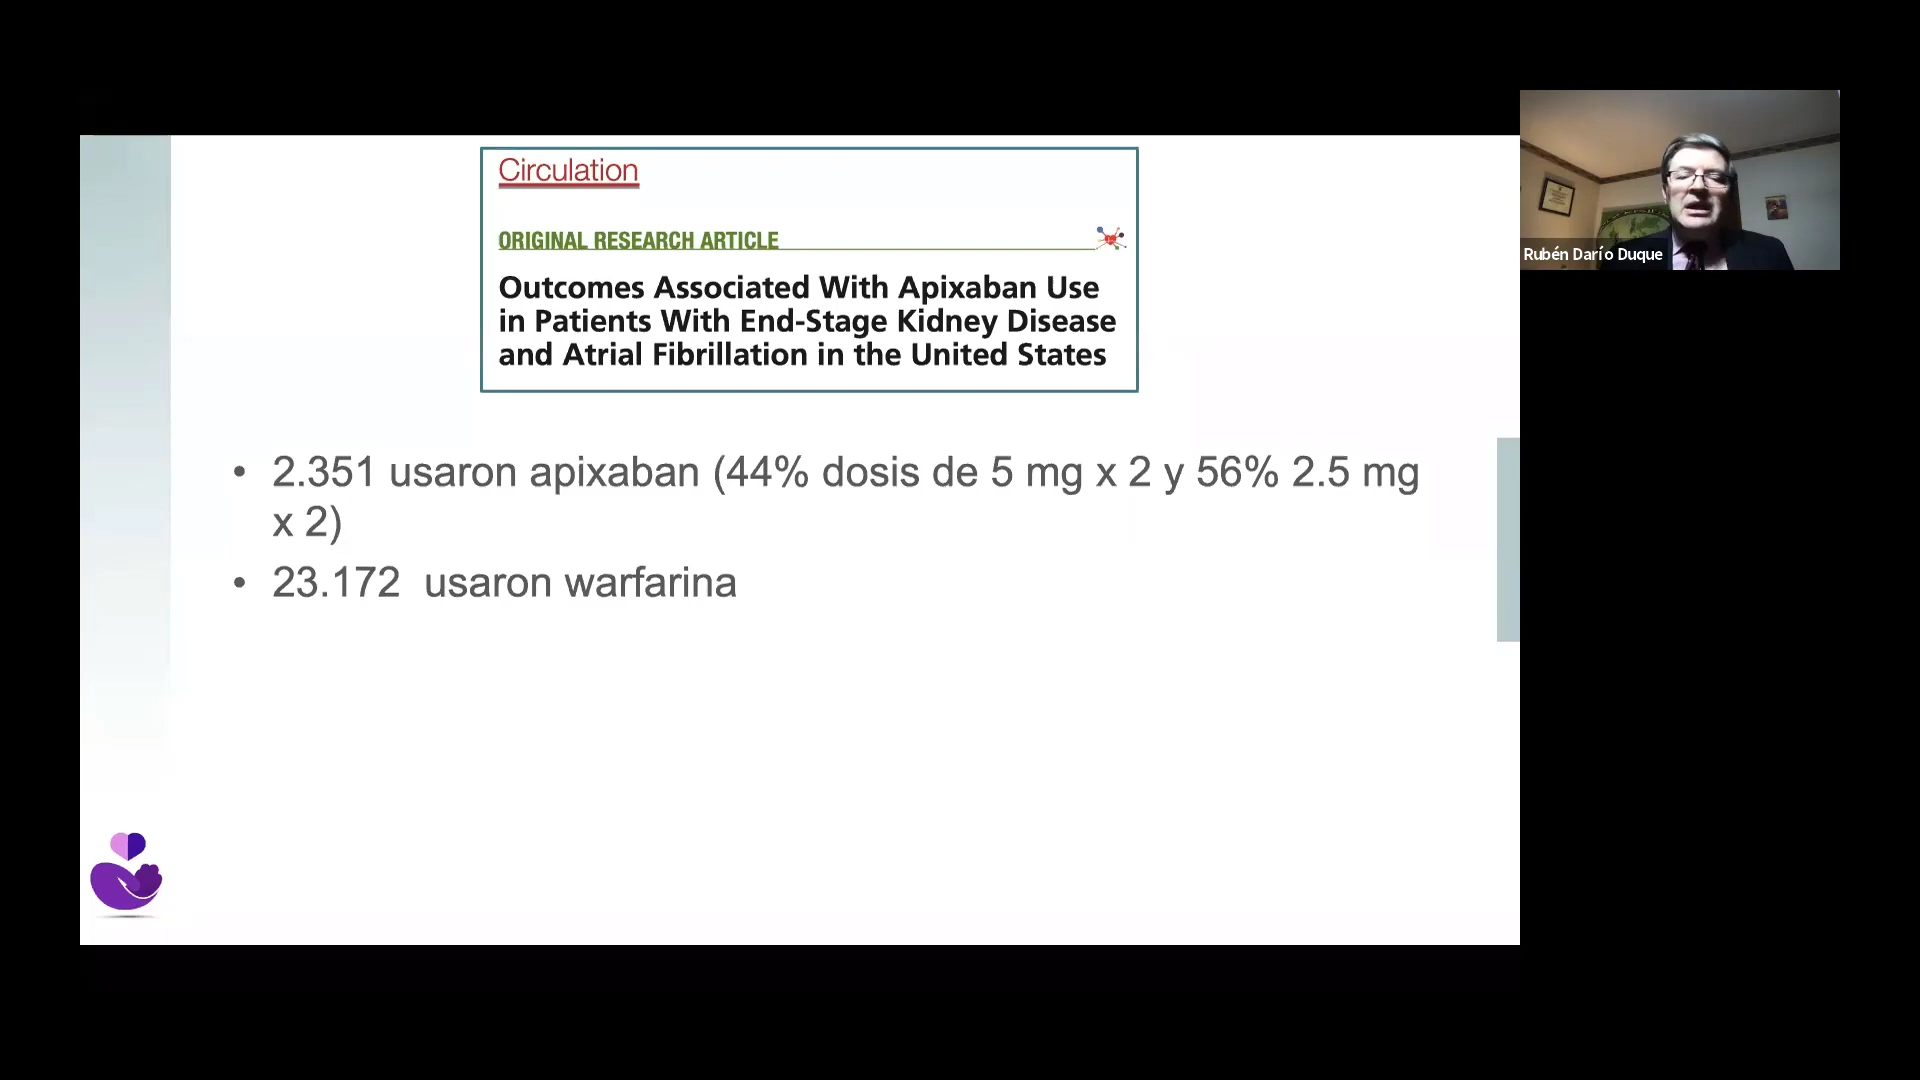 Circulation
ORIGINAL RESEARCH ARTICLE
Outcomes Associated With Apixaban Use
in Patients With End-Stage Kidney Disease
and Atrial Fibrillation in the United States
• 2.351 usaron apixaban (44% dosis de 5 mg x 2 y 56% 2.5 mg
x 2)
• 23.172 usaron warfarina
Rubén Darío Duque